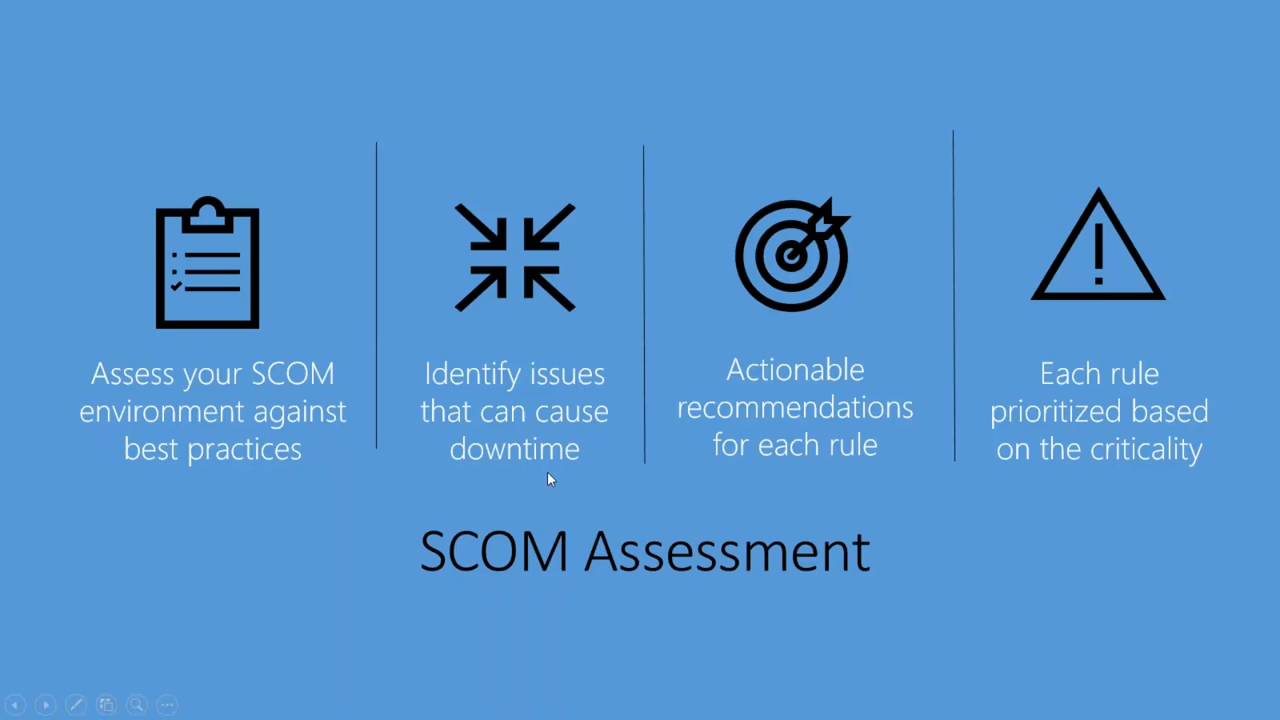 Assess your SCOM
environment against
best practices
Identify issues
that can cause
downtime
Actionable
recommendations
for each rule
Each rule
prioritized based
on the criticality
SCOM Assessment